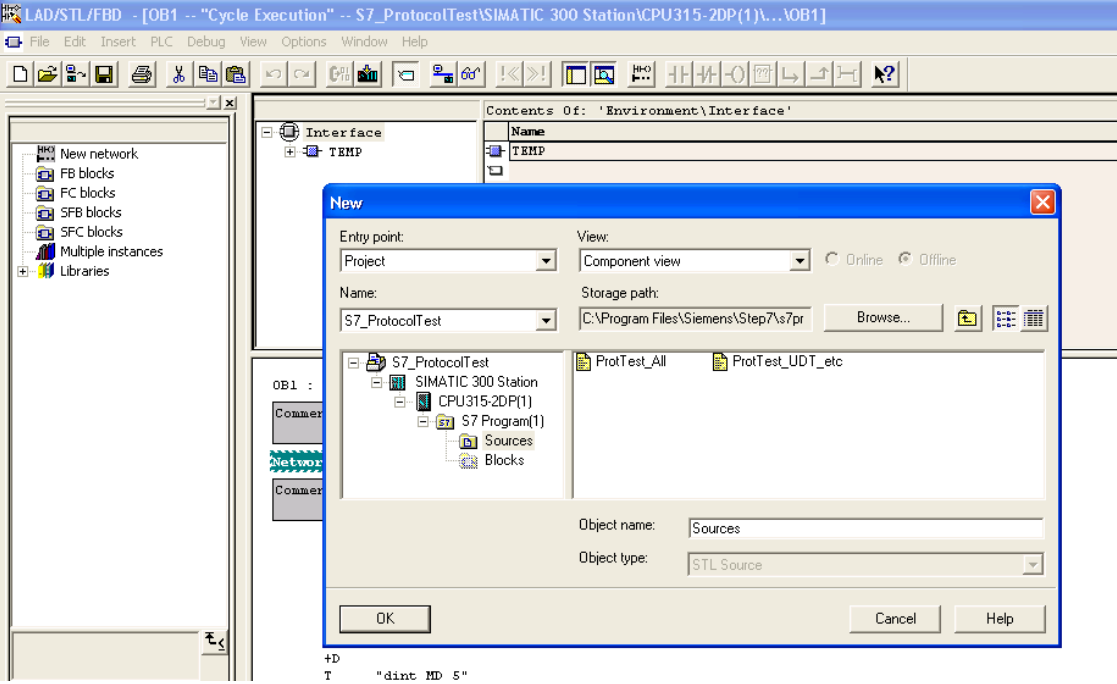 LAD/STL/FBD - [OB1 -- "Cycle Execution" -- S7_ProtocolTest\SIMATIC 300 Station\CPU315-2DP(1)\...\OB1]
File Edit Insert PLC Debug View Options Window Help
New network
FB blocks
FC blocks
SFB blocks
SFC blocks
Multiple instances
Libraries
Interface
TEMP
Contents Of: 'Environment\Interface'
Name
TEMP
OB1 :
Commen
Networ
Commen
New
Entry point:
View:
Project
Component view
Online
Offline
Name:
Storage path:
S7_ProtocolTest
C:\Program Files\Siemens\Step7\s7pr
Browse...
S7_ProtocolTest
SIMATIC 300 Station
CPU315-2DP(1)
S7 Program(1)
Sources
Blocks
ProtTest_All
ProtTest_UDT_etc
Object name:
Sources
Object type:
STL Source
OK
Cancel
Help
+D
T "dint MD 5"